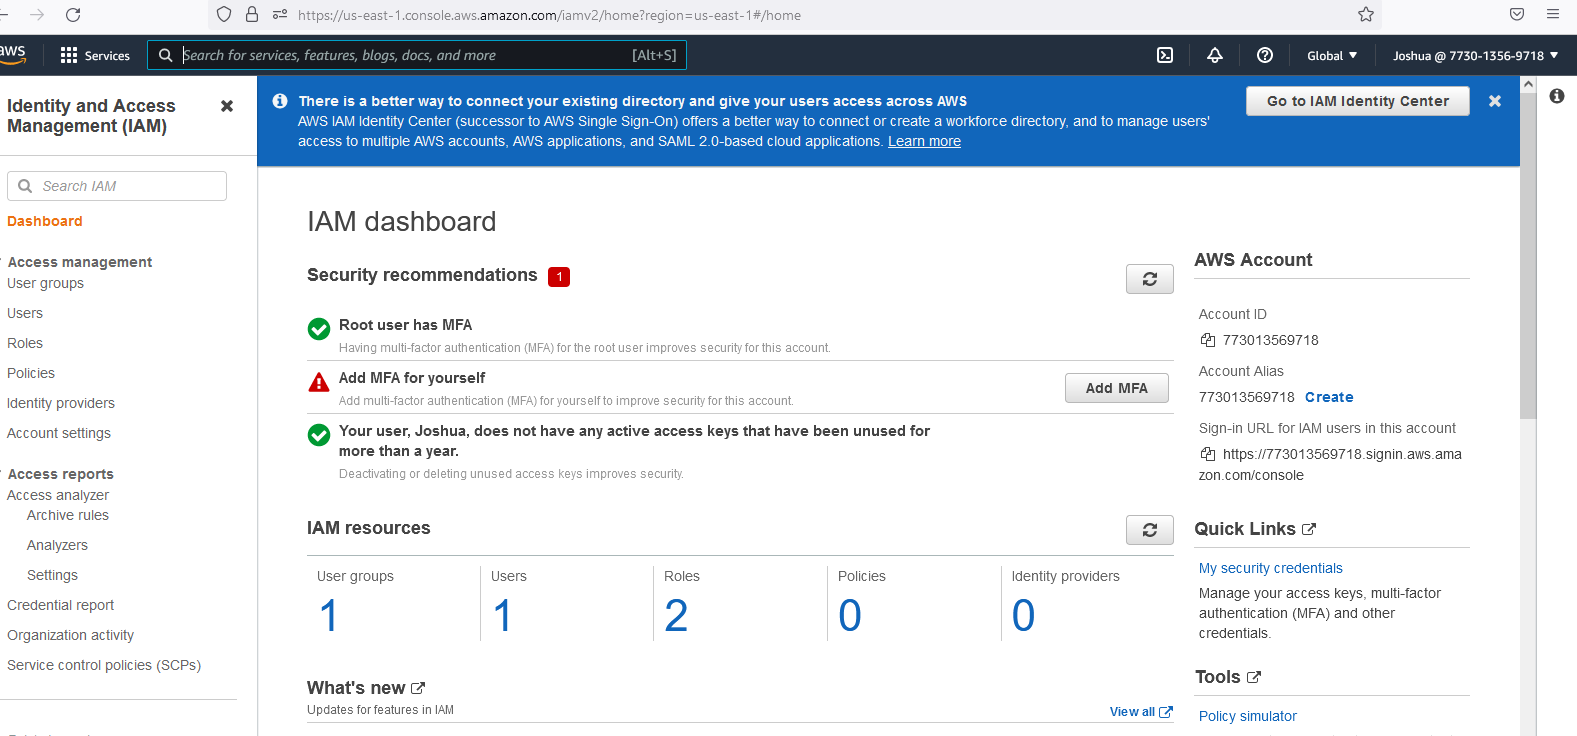 https://us-east-1.console.aws.amazon.com/iamv2/home?region=us-east-1#/home
aws
Services
Search for services, features, blogs, docs, and more
[Alt+S]
Global
Joshua @ 7730-1356-9718
Identity and Access
Management (IAM)
Search IAM
Dashboard
Access management
User groups
Users
Roles
Policies
Identity providers
Account settings
Access reports
Access analyzer
Archive rules
Analyzers
Settings
Credential report
Organization activity
Service control policies (SCPs)
There is a better way to connect your existing directory and give your users access across AWS
AWS IAM Identity Center (successor to AWS Single Sign-On) offers a better way to connect or create a workforce directory, and to manage users'
access to multiple AWS accounts, AWS applications, and SAML 2.0-based cloud applications. Learn more
Go to IAM Identity Center
IAM dashboard
Security recommendations 1
Root user has MFA
Having multi-factor authentication (MFA) for the root user improves security for this account.
Add MFA for yourself
Add multi-factor authentication (MFA) for yourself to improve security for this account.
Add MFA
Your user, Joshua, does not have any active access keys that have been unused for
more than a year.
Deactivating or deleting unused access keys improves security.
IAM resources
User groups
1
Users
1
Roles
2
Policies
0
Identity providers
0
What's new
Updates for features in IAM
View all
AWS Account
Account ID
773013569718
Account Alias
773013569718 Create
Sign-in URL for IAM users in this account
https://773013569718.signin.aws.ama
zon.com/console
Quick Links
My security credentials
Manage your access keys, multi-factor
authentication (MFA) and other
credentials.
Tools
Policy simulator